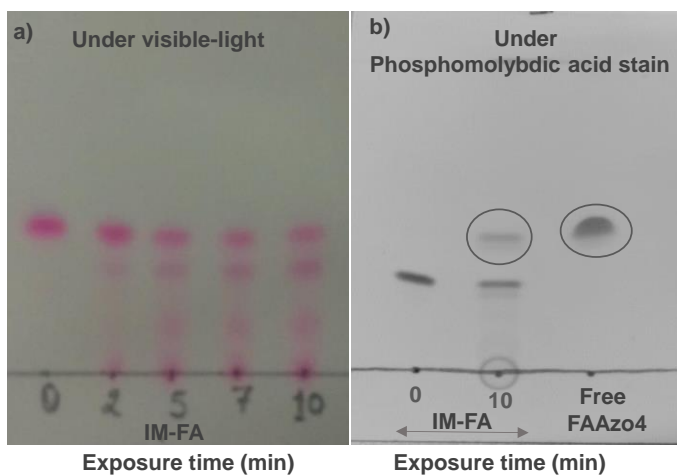 a)
Under visible-light
0 2 5 7 10
IM-FA
Exposure time (min)
b)
Under
Phosphomolybdic acid stain
0 10 Free
IM-FA FAAzo4
Exposure time (min)